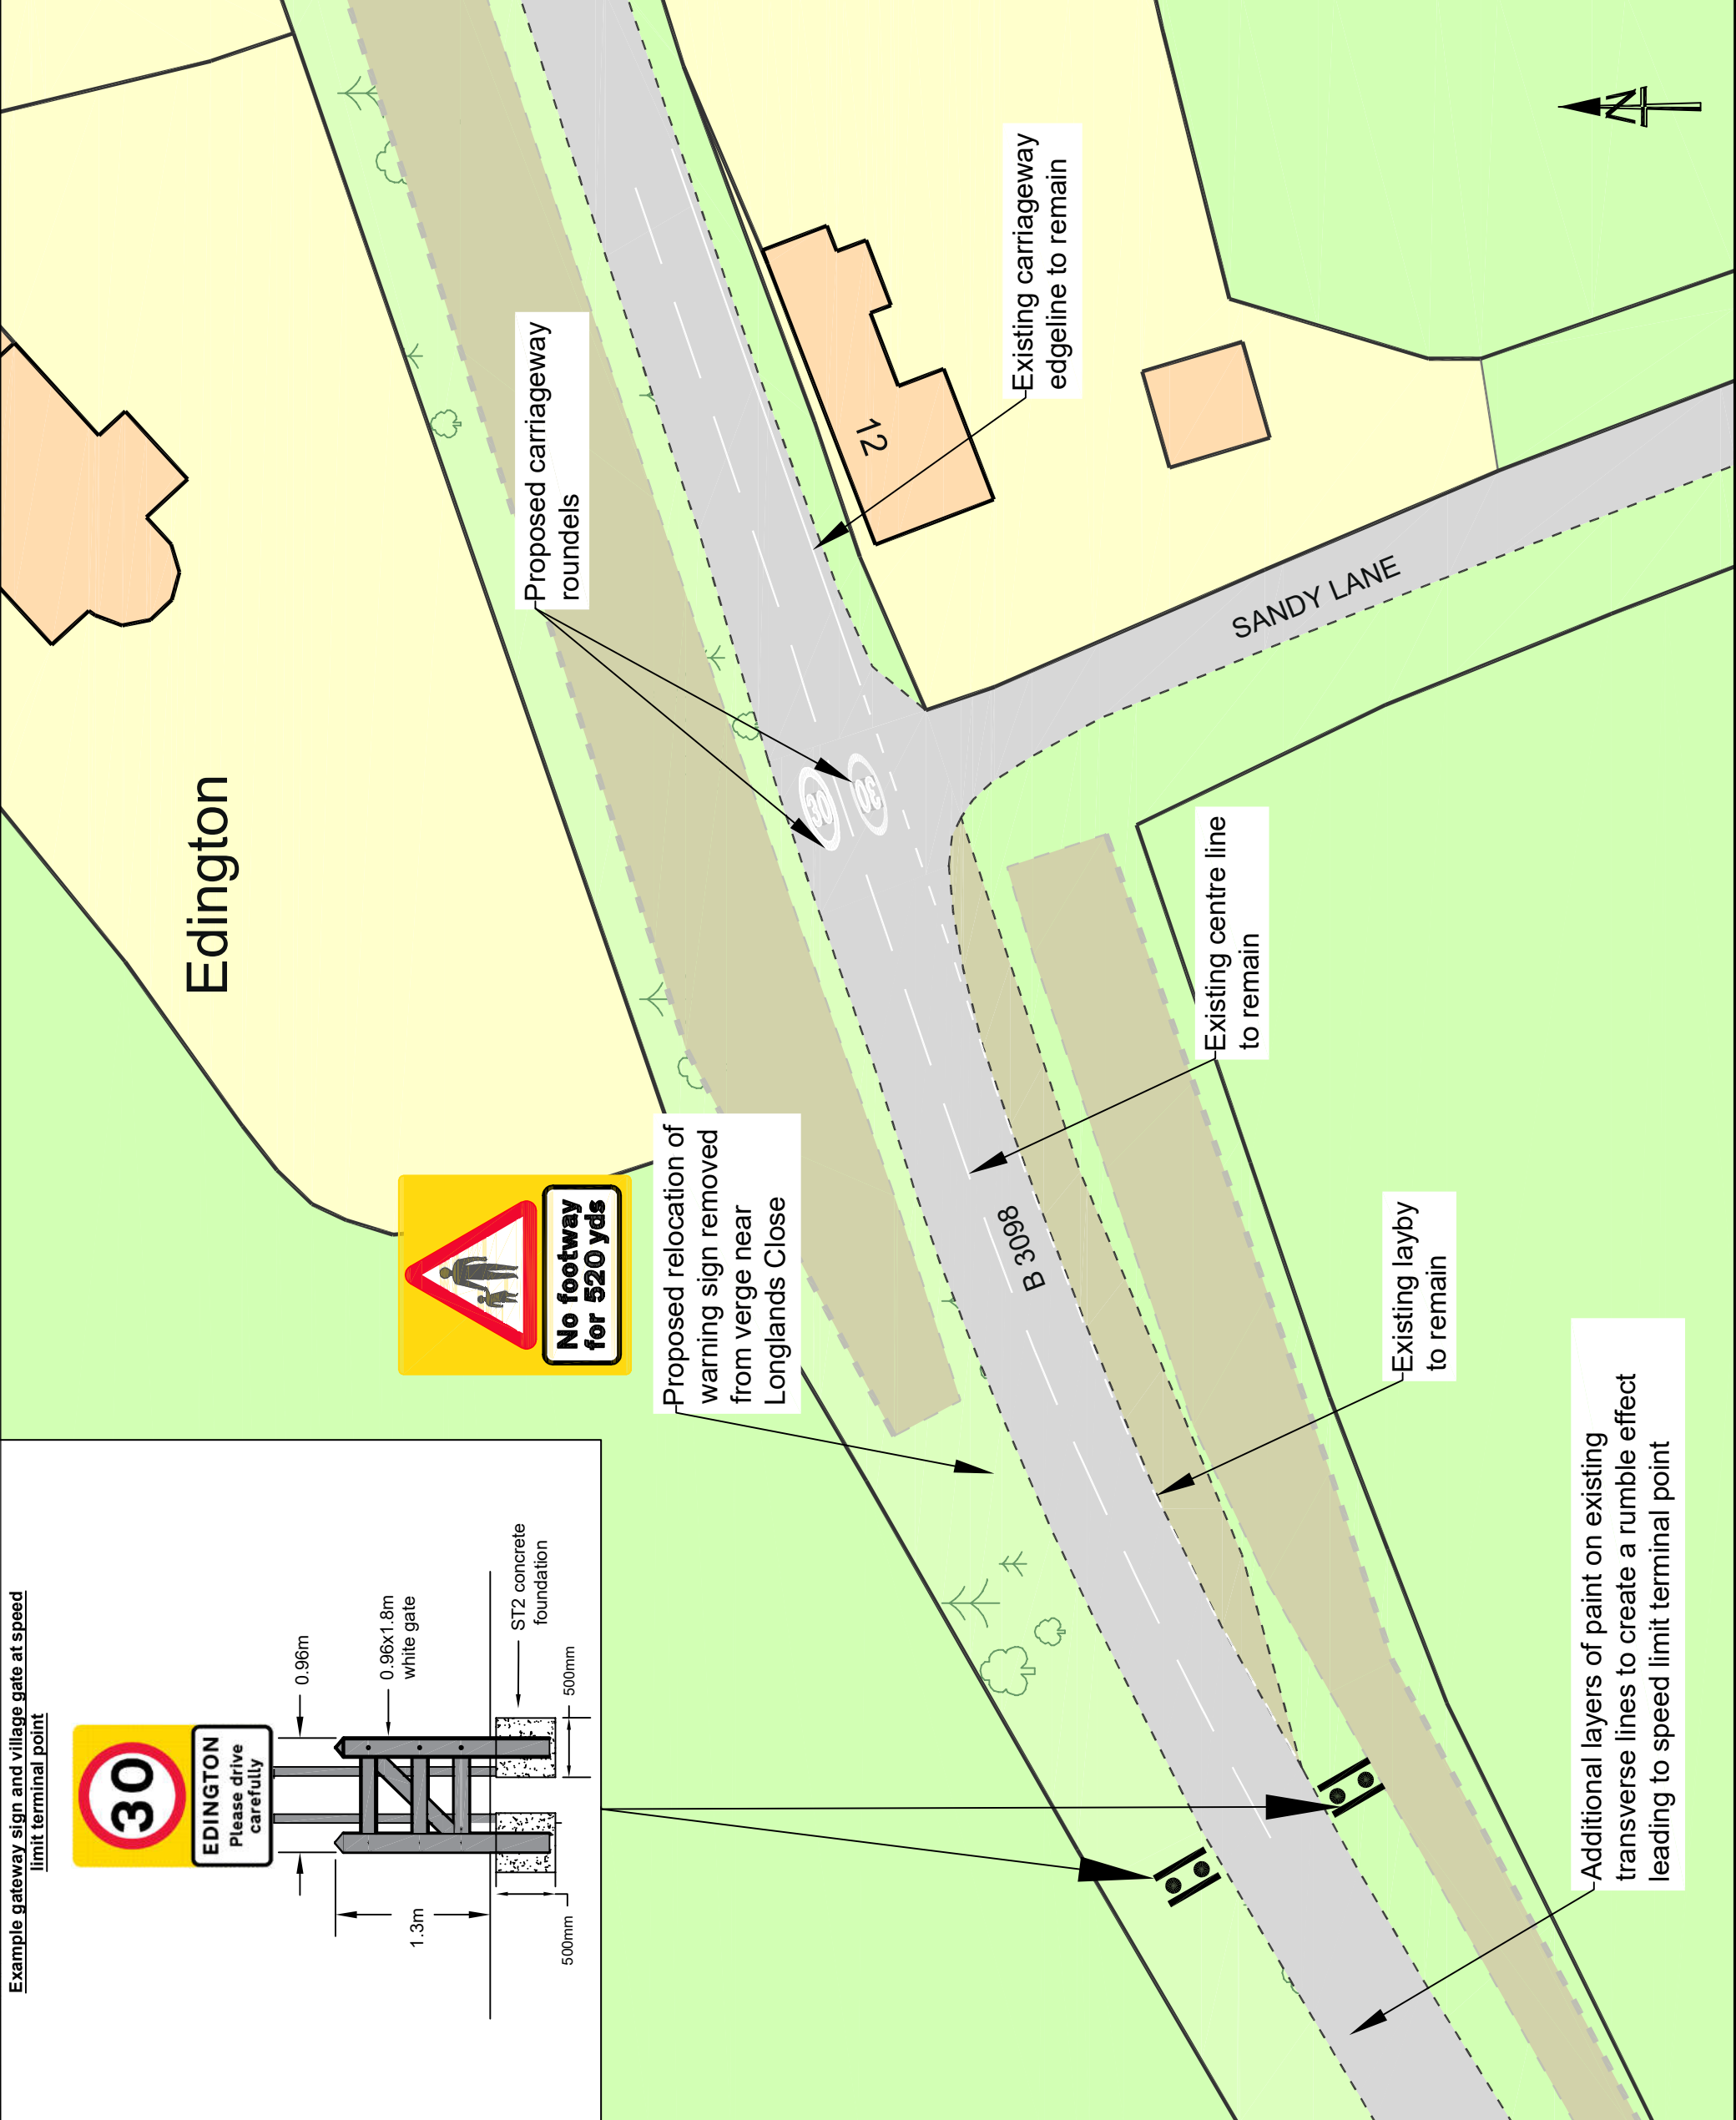 Example gateway sign and village gate at speed
limit terminal point
30
EDINGTON
Please drive
carefully
0.96m
0.96x1.8m
white gate
ST2 concrete
foundation
1.3m
500mm
500mm
No footway
for 520 yds
Proposed relocation of
warning sign removed
from verge near
Longlands Close
Edington
Proposed carriageway
roundels
30
30
12
Existing carriageway
edgeline to remain
SANDY LANE
Existing centre line
to remain
B 3098
Existing layby
to remain
Additional layers of paint on existing
transverse lines to create a rumble effect
leading to speed limit terminal point
N